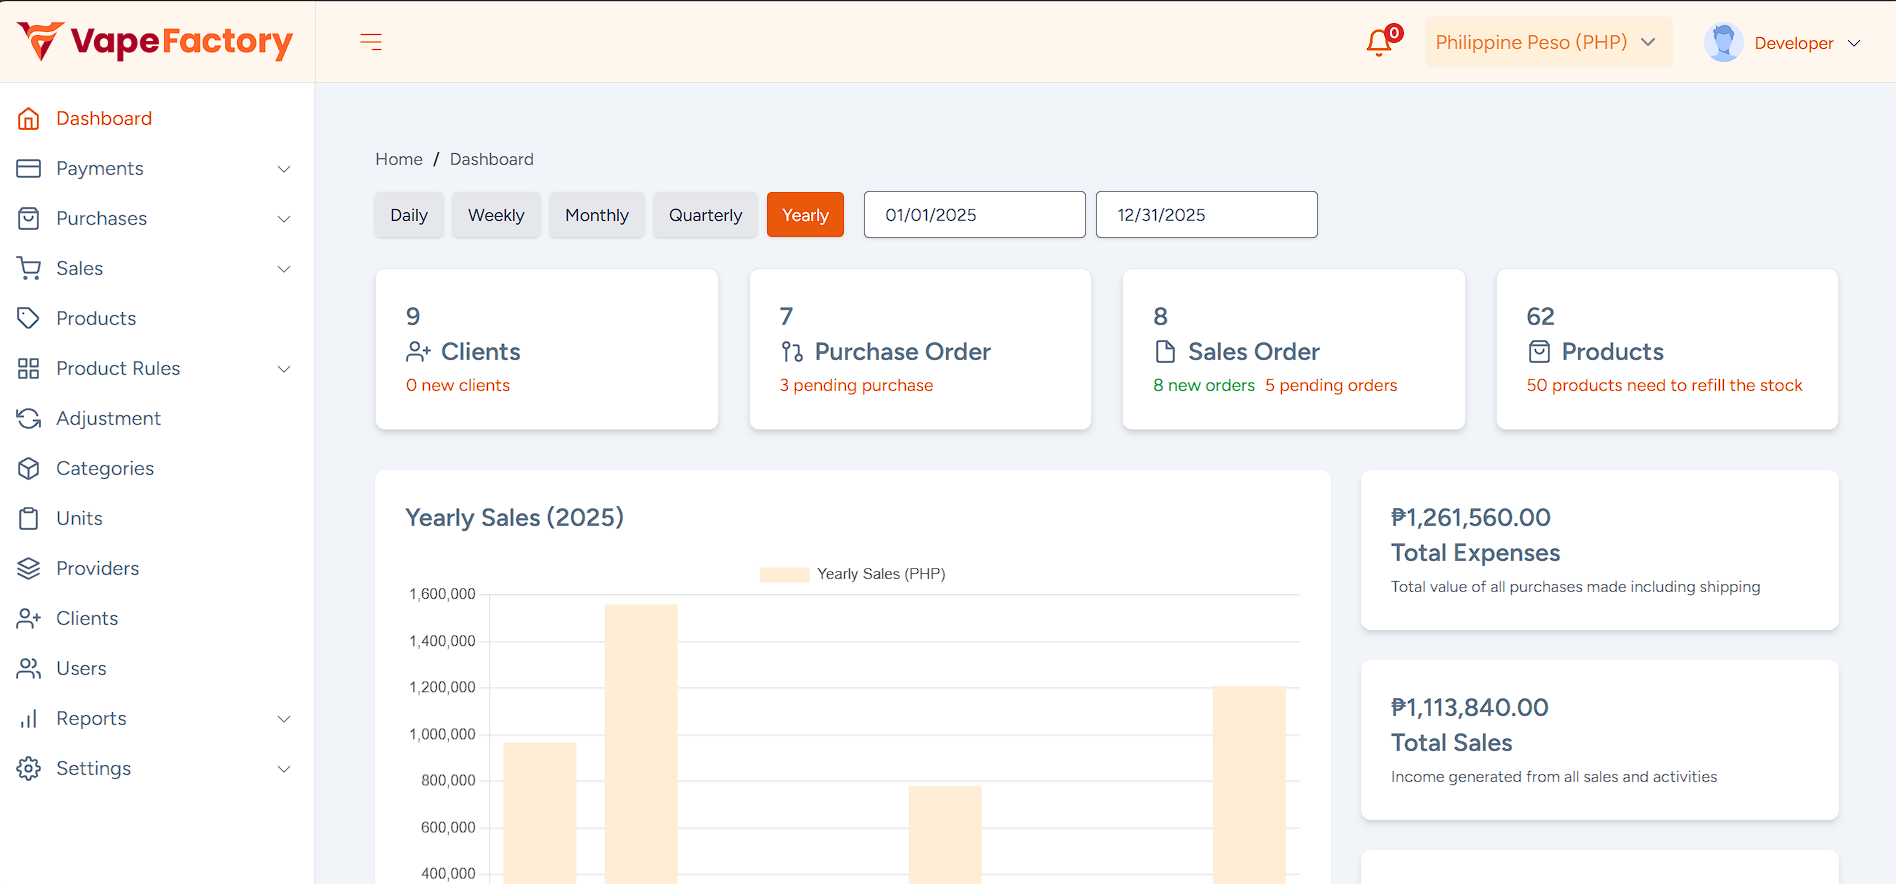 VapeFactory
0
Philippine Peso (PHP)
Developer
Dashboard
Payments
Purchases
Sales
Products
Product Rules
Adjustment
Categories
Units
Providers
Clients
Users
Reports
Settings
Home / Dashboard
Daily Weekly Monthly Quarterly Yearly 01/01/2025 12/31/2025
9
Clients
0 new clients
7
Purchase Order
3 pending purchase
8
Sales Order
8 new orders 5 pending orders
62
Products
50 products need to refill the stock
Yearly Sales (2025)
Yearly Sales (PHP)
1,600,000
1,400,000
1,200,000
1,000,000
800,000
600,000
400,000
₱1,261,560.00
Total Expenses
Total value of all purchases made including shipping
₱1,113,840.00
Total Sales
Income generated from all sales and activities